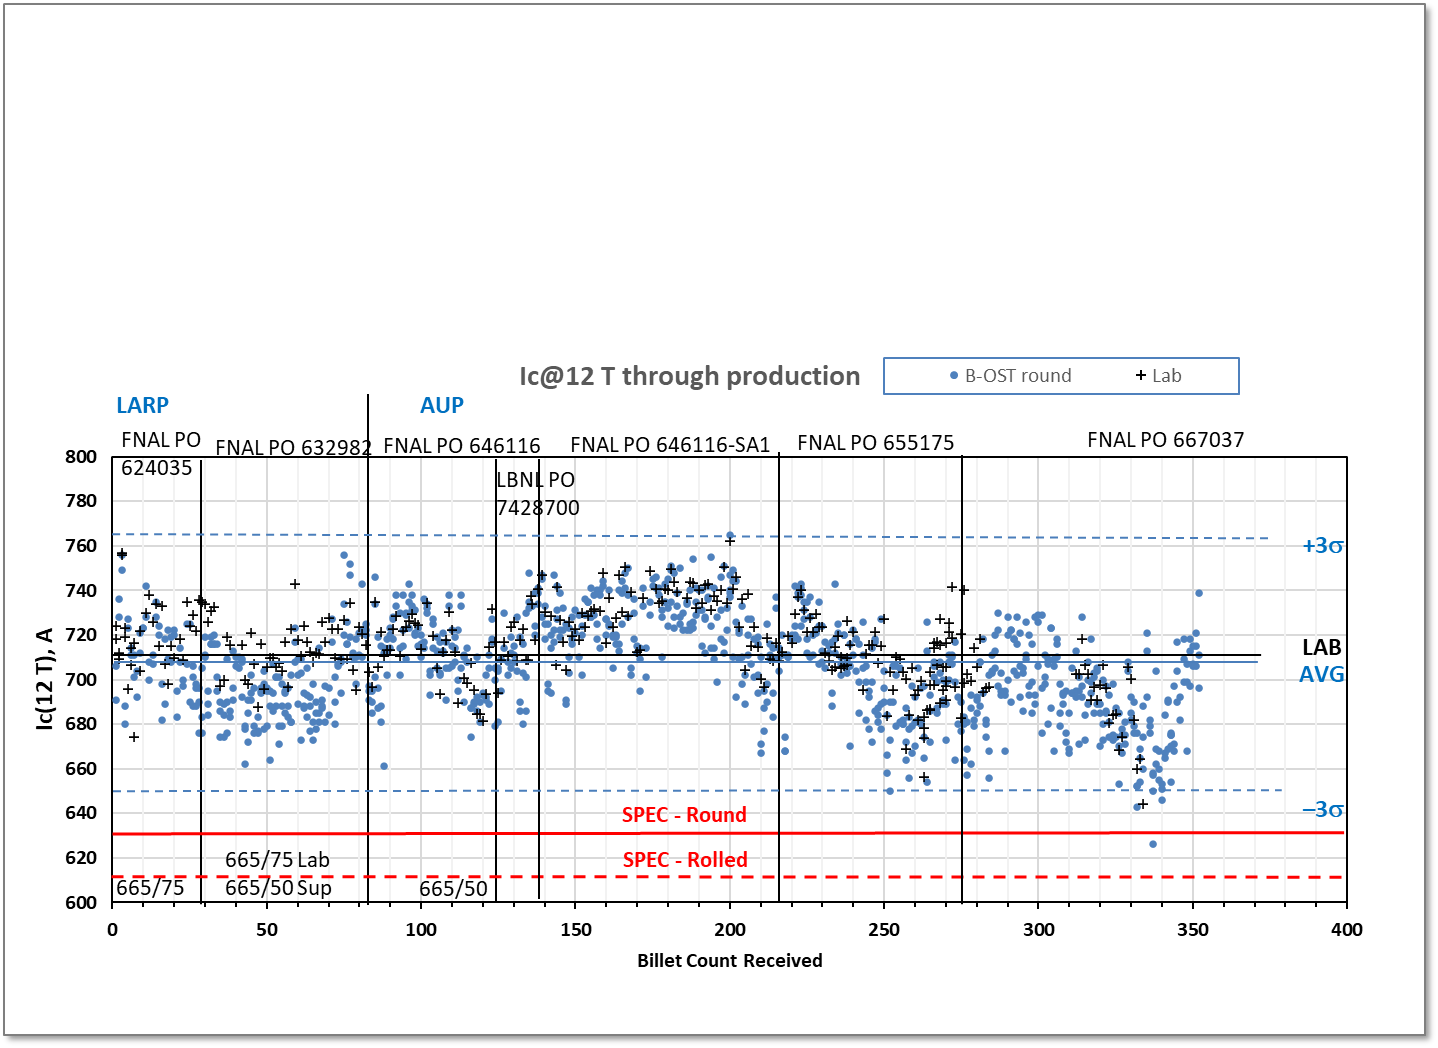 Ic@12 T through production
B-OST round
Lab
LARP
AUP
FNAL PO
624035
FNAL PO 632982
FNAL PO 646116
LBNL PO
7428700
FNAL PO 646116-SA1
FNAL PO 655175
FNAL PO 667037
800
780
760
740
720
700
680
660
640
620
600
Ic(12 T), A
+3σ
LAB
AVG
–3σ
SPEC - Round
SPEC - Rolled
665/75 Lab
665/75
665/50 Sup
665/50
0
50
100
150
200
250
300
350
400
Billet Count Received